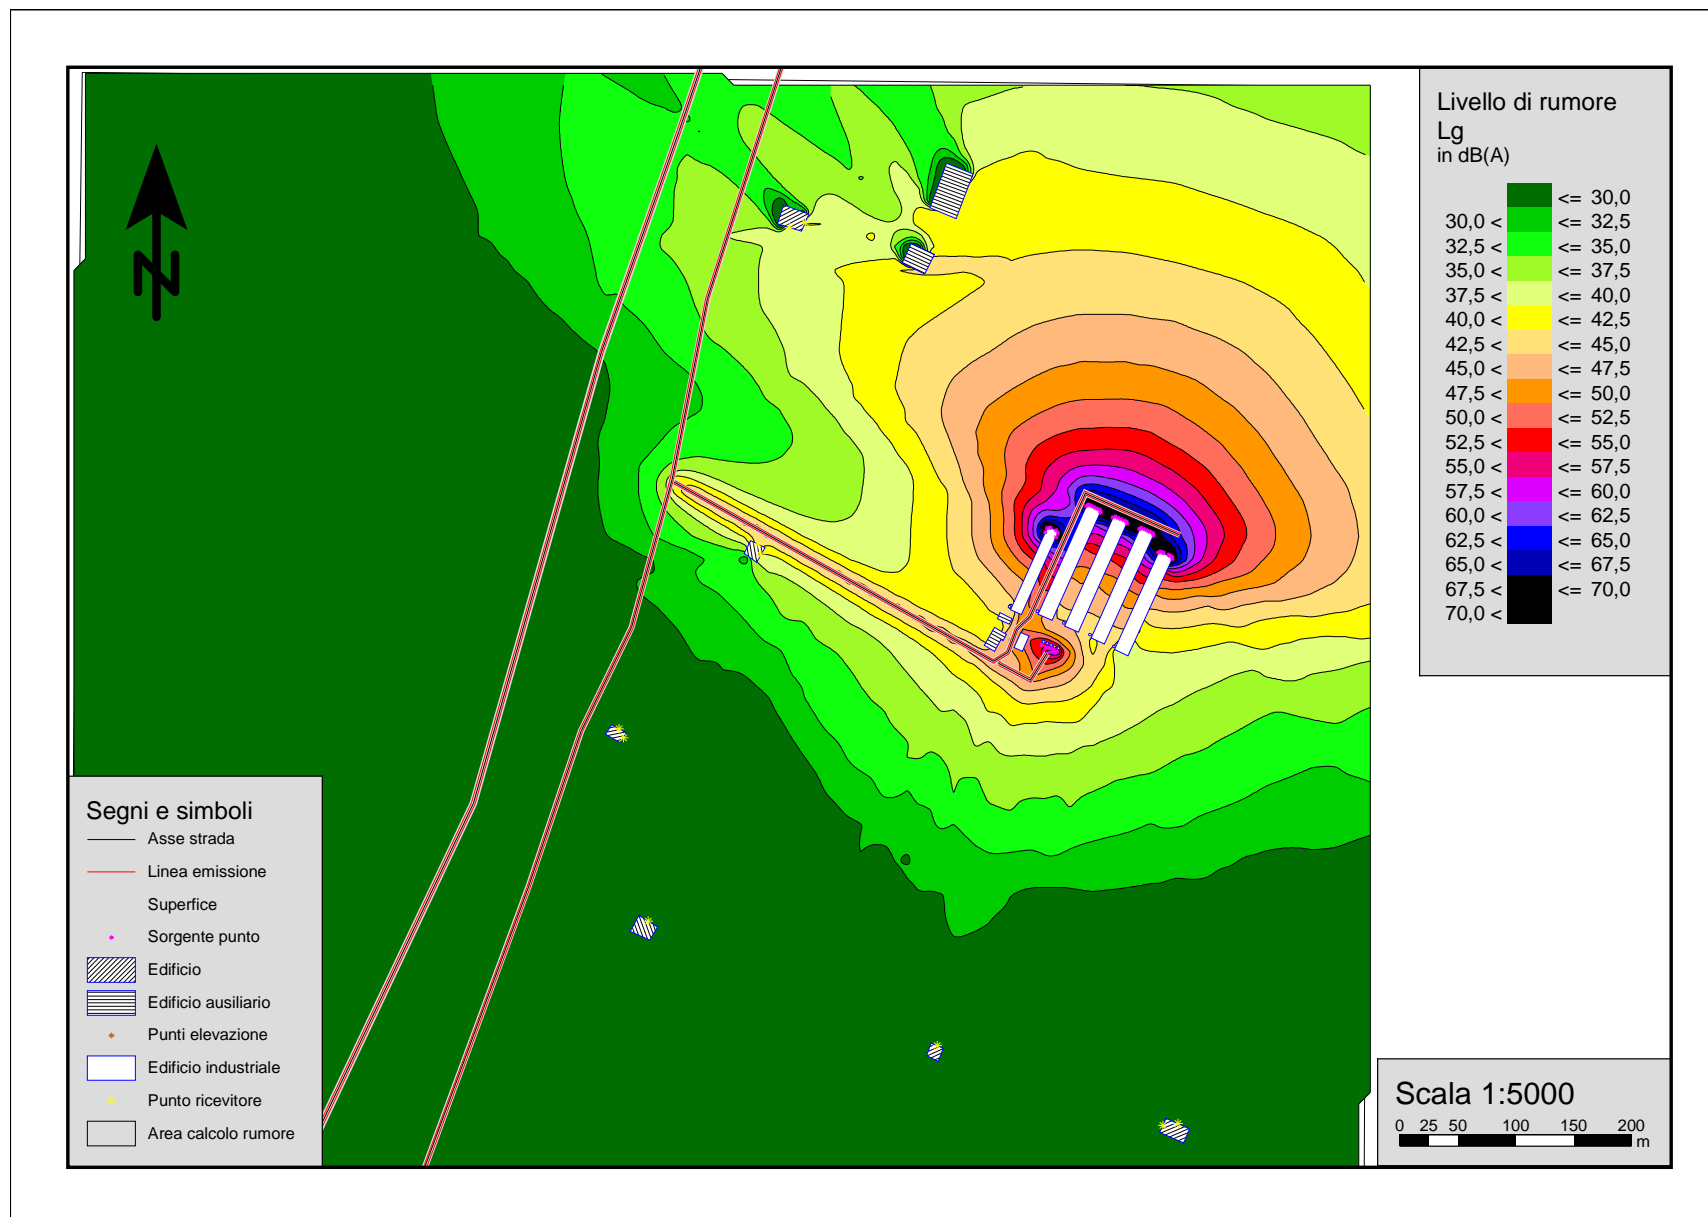 Livello di rumore
Lg
in dB(A)
<= 30,0
30,0 < <= 32,5
32,5 < <= 35,0
35,0 < <= 37,5
37,5 < <= 40,0
40,0 < <= 42,5
42,5 < <= 45,0
45,0 < <= 47,5
47,5 < <= 50,0
50,0 < <= 52,5
52,5 < <= 55,0
55,0 < <= 57,5
57,5 < <= 60,0
60,0 < <= 62,5
62,5 < <= 65,0
65,0 < <= 67,5
67,5 < <= 70,0
70,0 <
N
Segni e simboli
Asse strada
Linea emissione
Superfice
Sorgente punto
Edificio
Edificio ausiliario
Punti elevazione
Edificio industriale
Punto ricevitore
Area calcolo rumore
Scala 1:5000
0 25 50 100 150 200
m